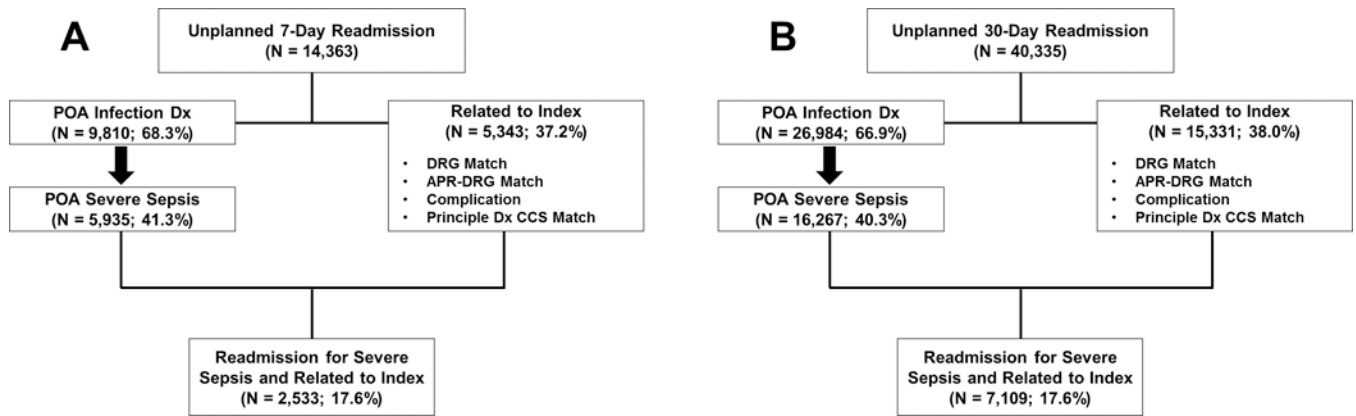 A
Unplanned 7-Day Readmission
(N = 14,363)
POA Infection Dx
(N = 9,810; 68.3%)
POA Severe Sepsis
(N = 5,935; 41.3%)
Related to Index
(N = 5,343; 37.2%)
• DRG Match
• APR-DRG Match
• Complication
• Principle Dx CCS Match
Readmission for Severe
Sepsis and Related to Index
(N = 2,533; 17.6%)
B
Unplanned 30-Day Readmission
(N = 40,335)
POA Infection Dx
(N = 26,984; 66.9%)
POA Severe Sepsis
(N = 16,267; 40.3%)
Related to Index
(N = 15,331; 38.0%)
• DRG Match
• APR-DRG Match
• Complication
• Principle Dx CCS Match
Readmission for Severe
Sepsis and Related to Index
(N = 7,109; 17.6%)